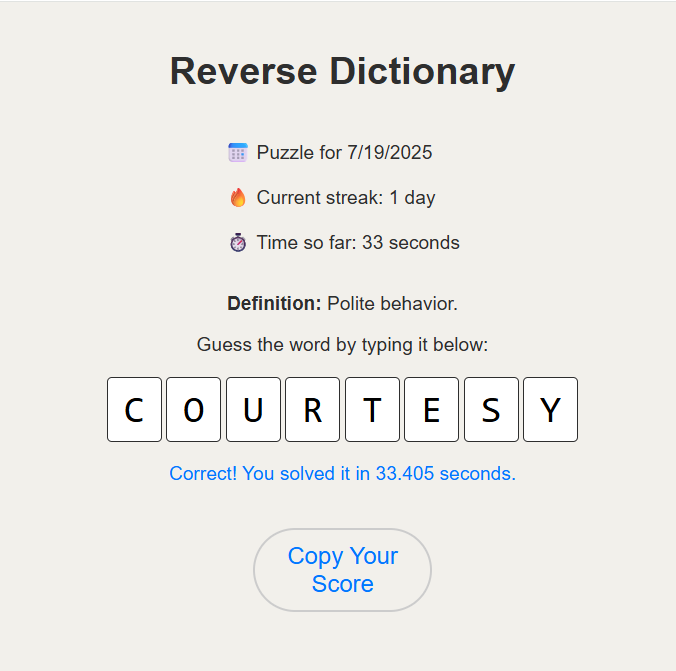 Reverse Dictionary
Puzzle for 7/19/2025
Current streak: 1 day
Time so far: 33 seconds
Definition: Polite behavior.
Guess the word by typing it below:
C O U R T E S Y
Correct! You solved it in 33.405 seconds.
Copy Your
Score